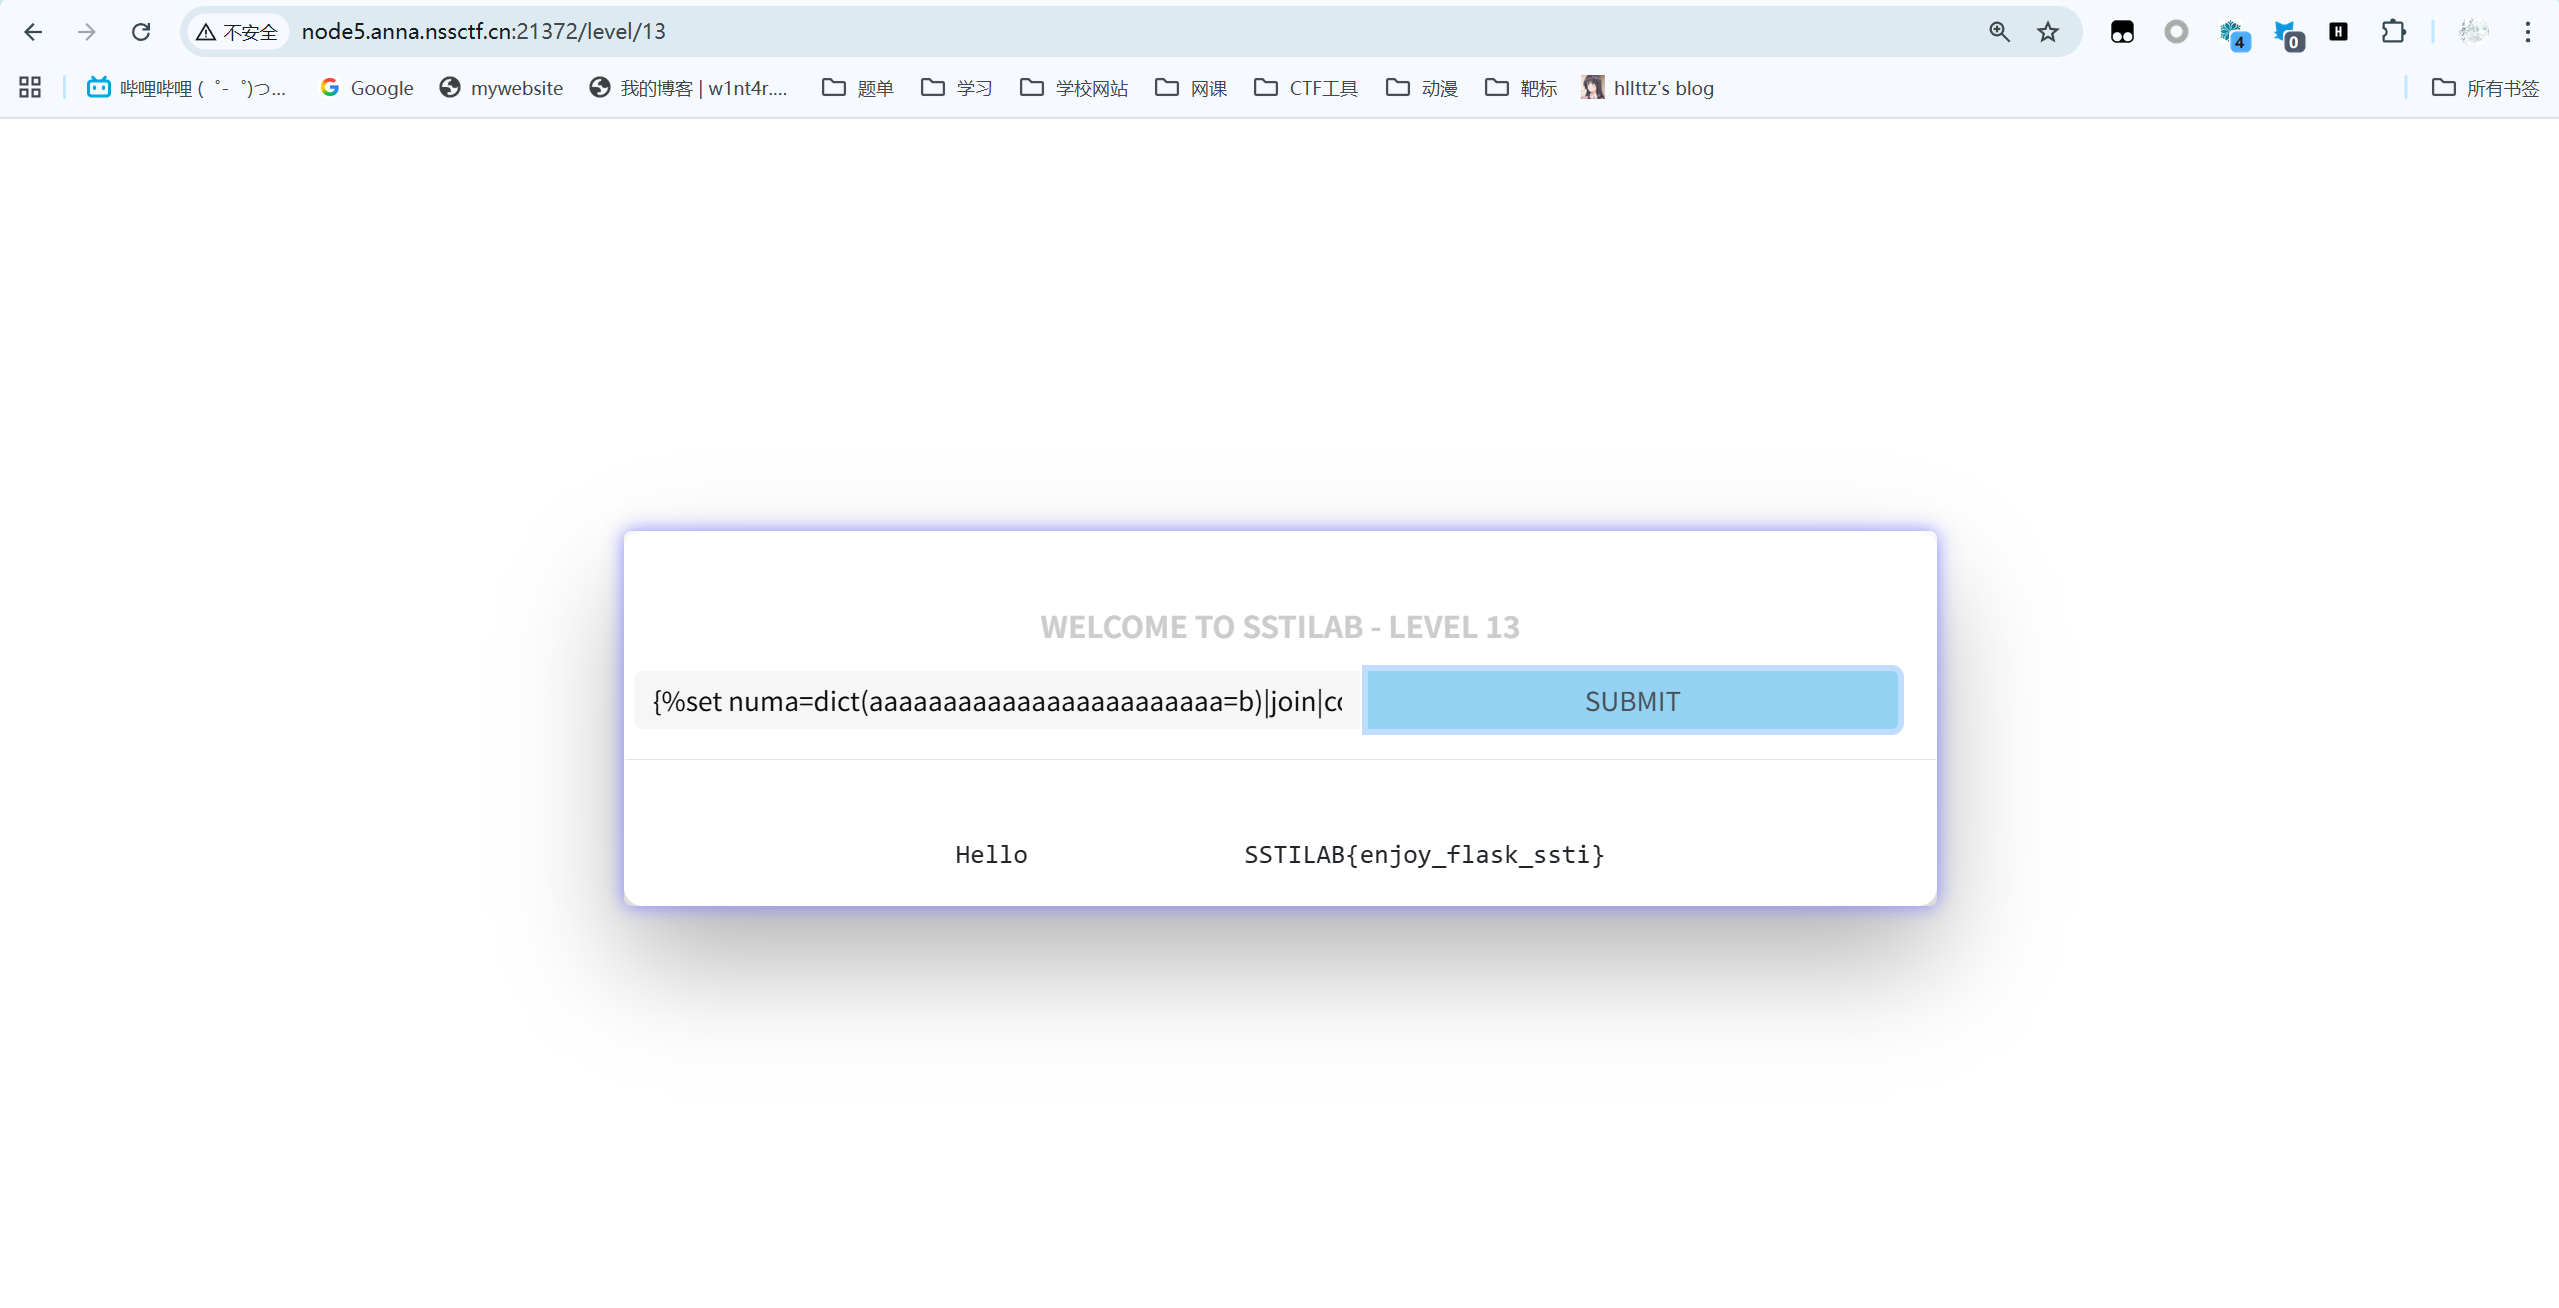 不安全 node5.anna.nssctf.cn:21372/level/13 4 0 H
哔哩哔哩 (゜-゜)つ... Google mywebsite 我的博客 | w1nt4r.... 题单 学习 学校网站 网课 CTF工具 动漫 靶标 hllttz's blog 所有书签
WELCOME TO SSTILAB - LEVEL 13
{%set numa=dict(aaaaaaaaaaaaaaaaaaaaaaaa=b)|join|co SUBMIT
Hello SSTILAB{enjoy_flask_ssti}